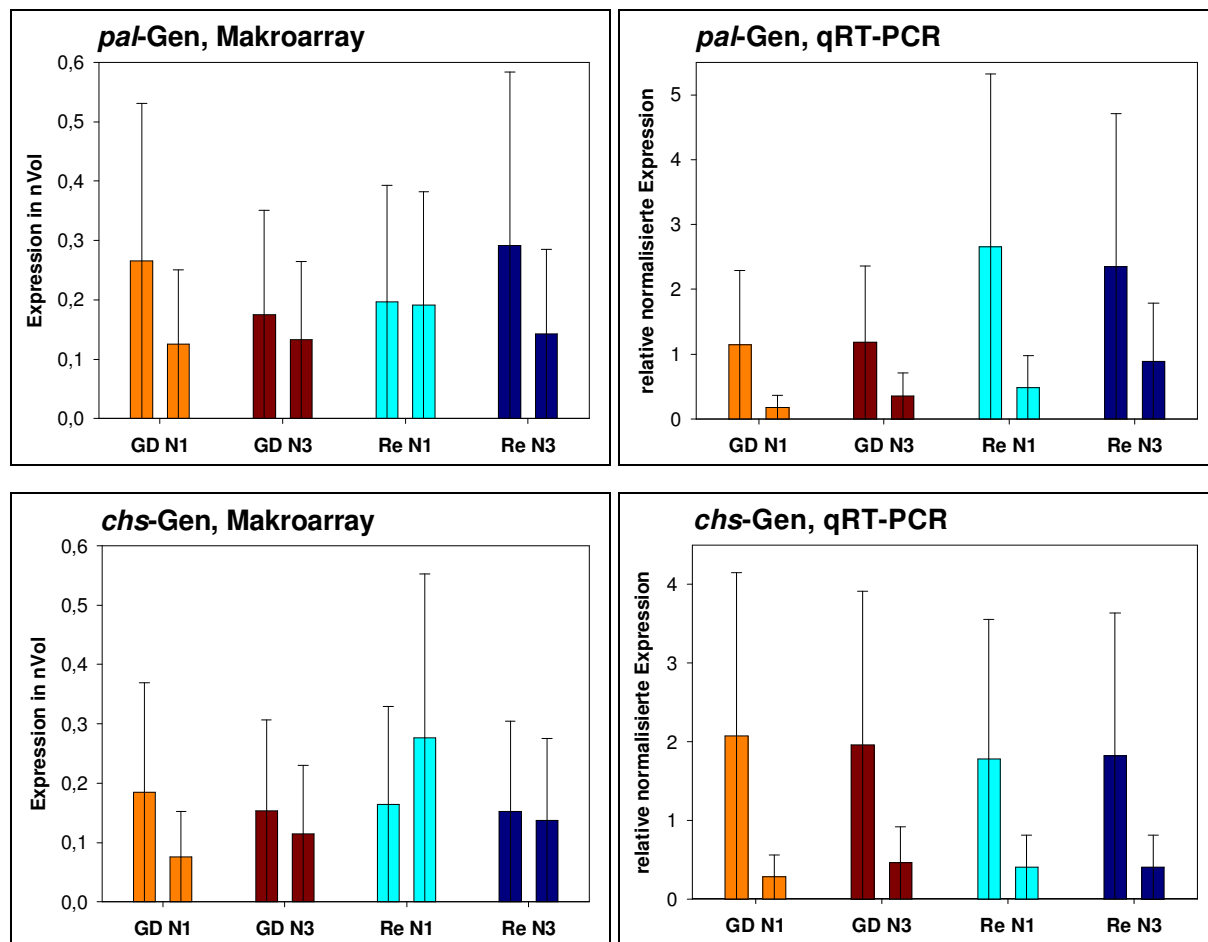 pal-Gen, Makroarray
Expression in nVol
0,6
0,5
0,4
0,3
0,2
0,1
0,0
GD N1 GD N3 Re N1 Re N3
pal-Gen, qRT-PCR
relative normalisierte Expression
5
4
3
2
1
0
GD N1 GD N3 Re N1 Re N3
chs-Gen, Makroarray
Expression in nVol
0,6
0,5
0,4
0,3
0,2
0,1
0,0
GD N1 GD N3 Re N1 Re N3
chs-Gen, qRT-PCR
relative normalisierte Expression
4
3
2
1
0
GD N1 GD N3 Re N1 Re N3